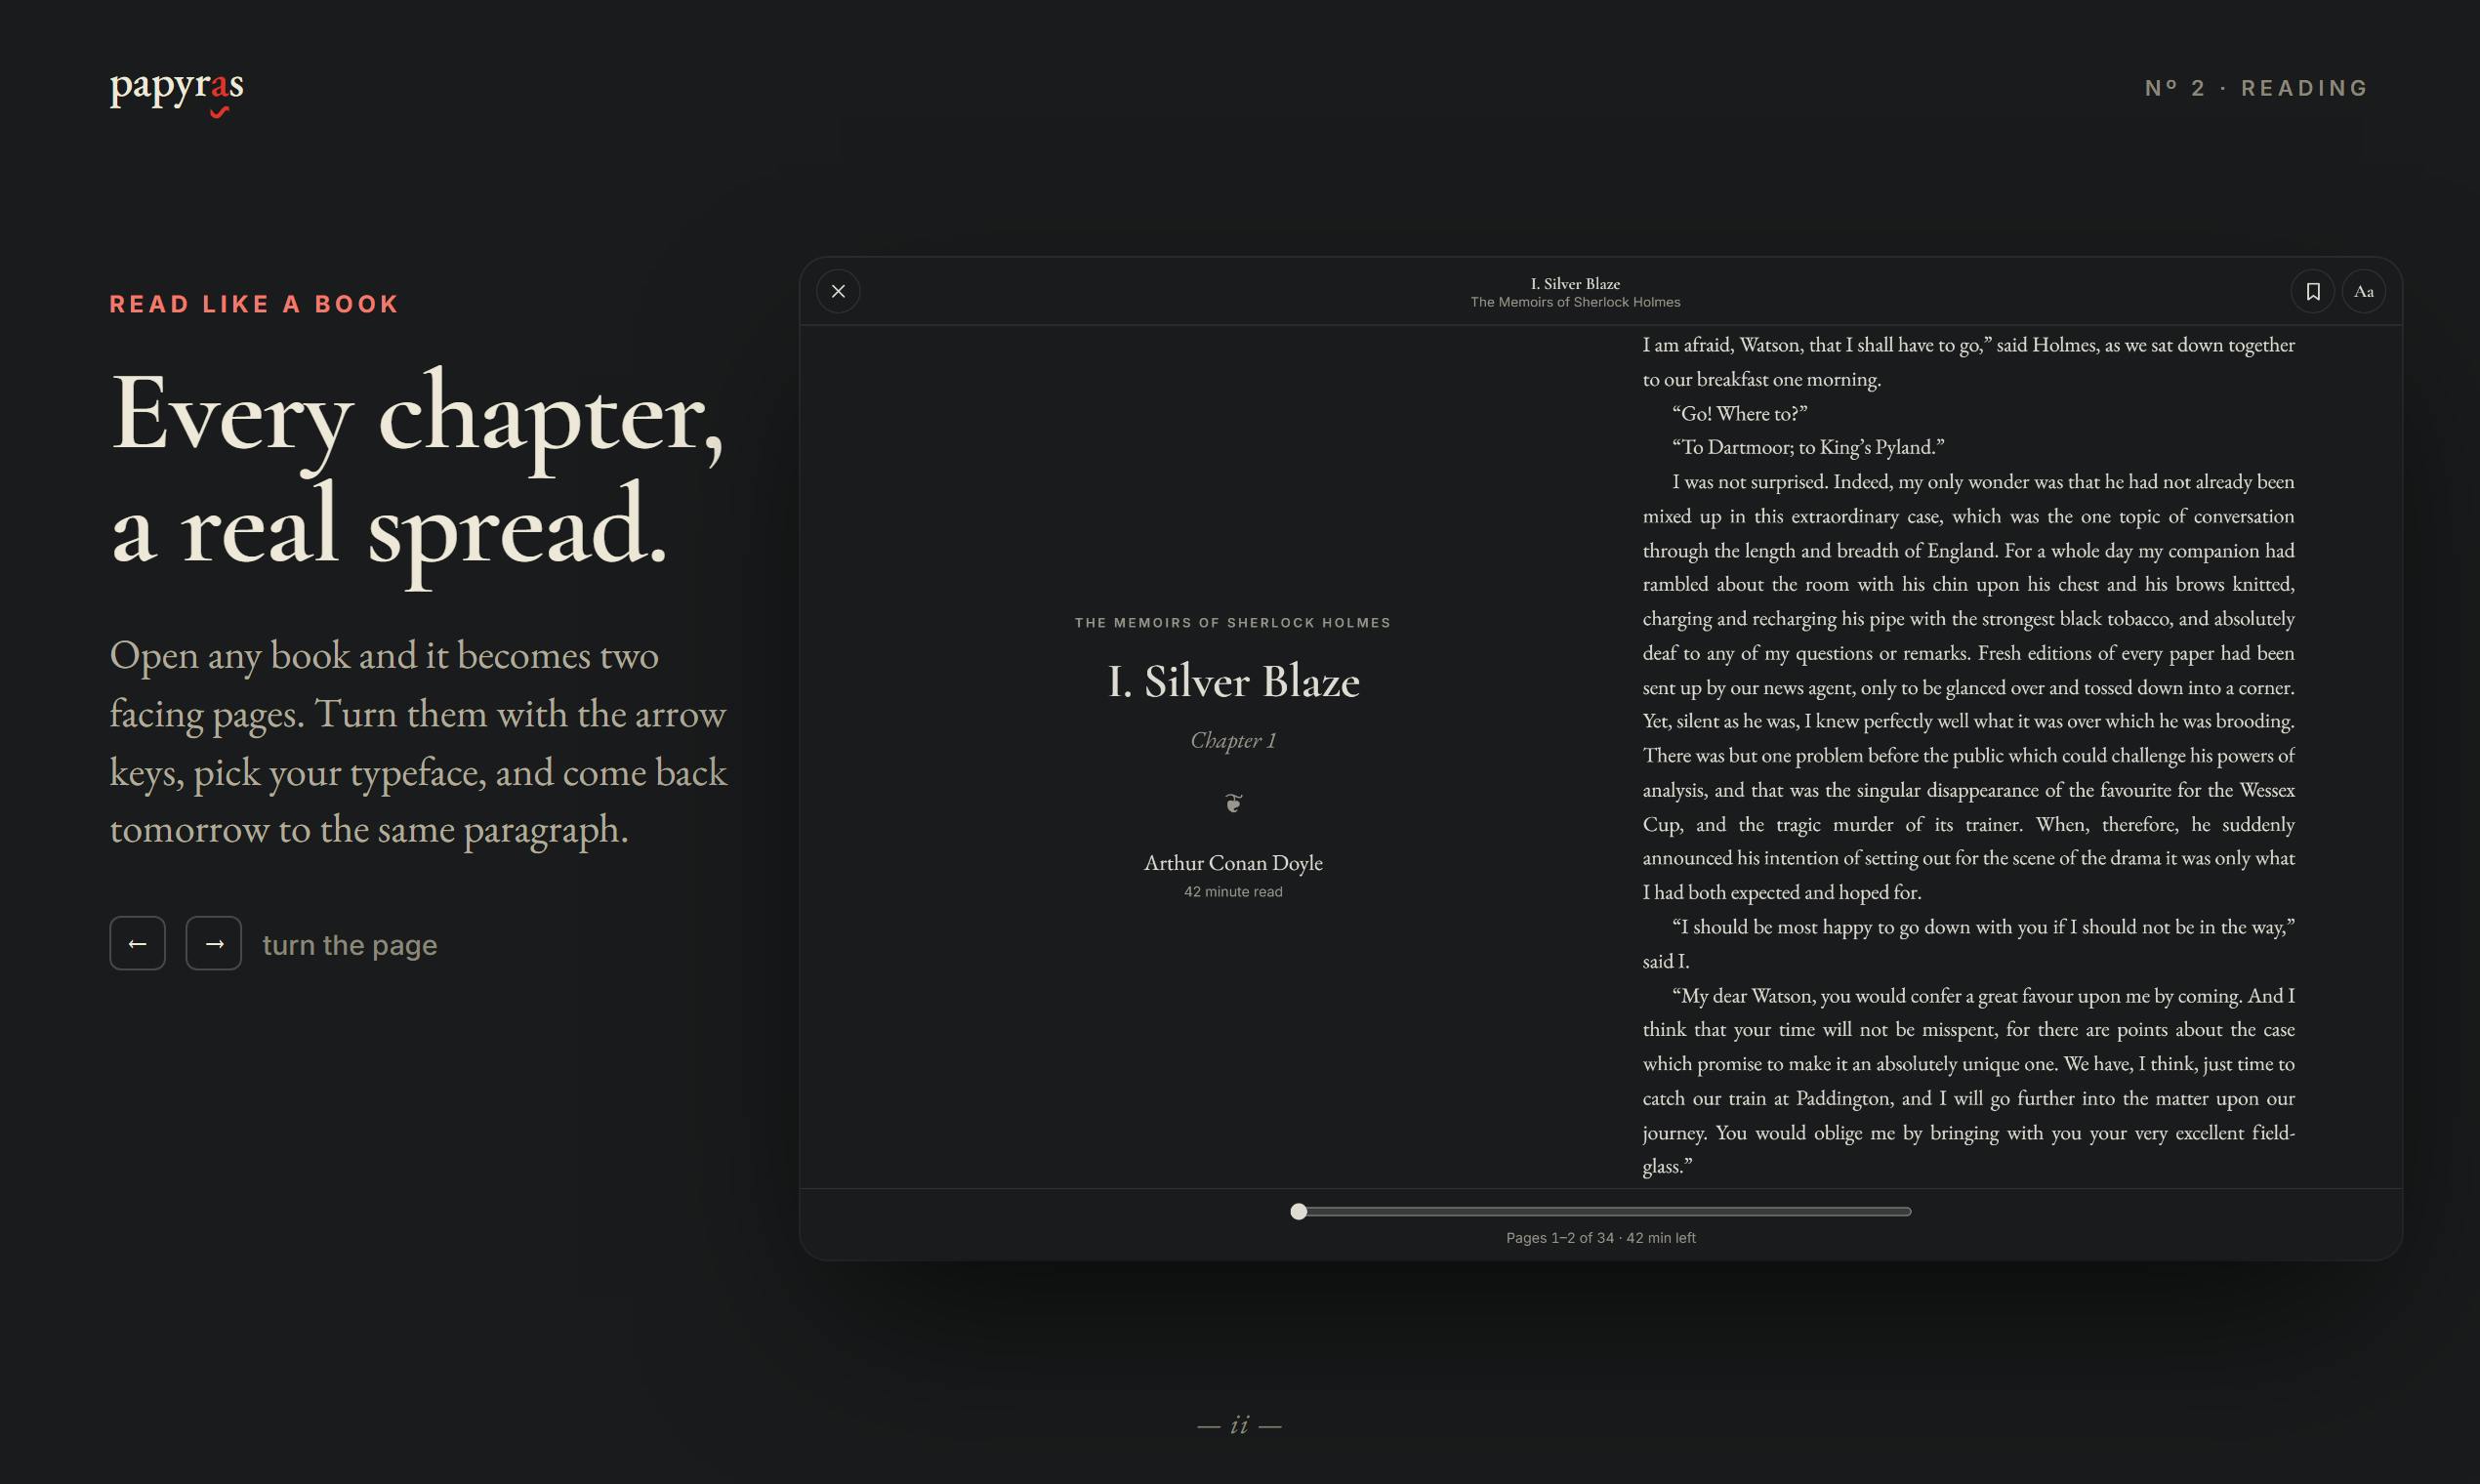 papyras
Nº 2 · READING
READ LIKE A BOOK
Every chapter,
a real spread.
Open any book and it becomes two
facing pages. Turn them with the arrow
keys, pick your typeface, and come back
tomorrow to the same paragraph.
← → turn the page
I. Silver Blaze
The Memoirs of Sherlock Holmes
Aa
THE MEMOIRS OF SHERLOCK HOLMES
I. Silver Blaze
Chapter 1
❦
Arthur Conan Doyle
42 minute read
I am afraid, Watson, that I shall have to go,” said Holmes, as we sat down together
to our breakfast one morning.
“Go! Where to?”
“To Dartmoor; to King’s Pyland.”
I was not surprised. Indeed, my only wonder was that he had not already been
mixed up in this extraordinary case, which was the one topic of conversation
through the length and breadth of England. For a whole day my companion had
rambled about the room with his chin upon his chest and his brows knitted,
charging and recharging his pipe with the strongest black tobacco, and absolutely
deaf to any of my questions or remarks. Fresh editions of every paper had been
sent up by our news agent, only to be glanced over and tossed down into a corner.
Yet, silent as he was, I knew perfectly well what it was over which he was brooding.
There was but one problem before the public which could challenge his powers of
analysis, and that was the singular disappearance of the favourite for the Wessex
Cup, and the tragic murder of its trainer. When, therefore, he suddenly
announced his intention of setting out for the scene of the drama it was only what
I had both expected and hoped for.
“I should be most happy to go down with you if I should not be in the way,”
said I.
“My dear Watson, you would confer a great favour upon me by coming. And I
think that your time will not be misspent, for there are points about the case
which promise to make it an absolutely unique one. We have, I think, just time to
catch our train at Paddington, and I will go further into the matter upon our
journey. You would oblige me by bringing with you your very excellent field-
glass.”
Pages 1–2 of 34 · 42 min left
— ii —